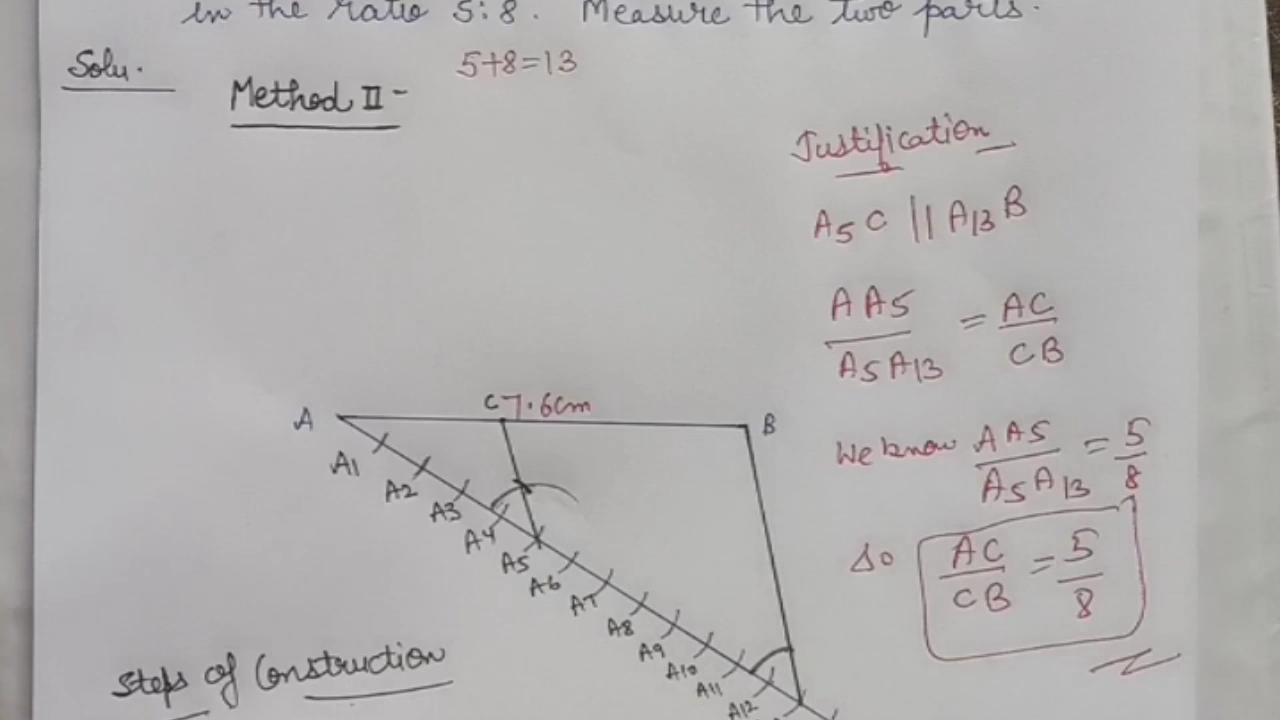 in the ratio 5:8. Measure the two parts.
Solu.
5+8=13
Method II-
Justification
A5C || A13B
AA5 / A5A13 = AC / CB
A
C 7.6cm
B
A1
A2
A3
A4
A5
A6
A7
A8
A9
A10
A11
A12
We know AA5 / A5A13 = 5 / 8
So AC / CB = 5 / 8
Steps of Construction